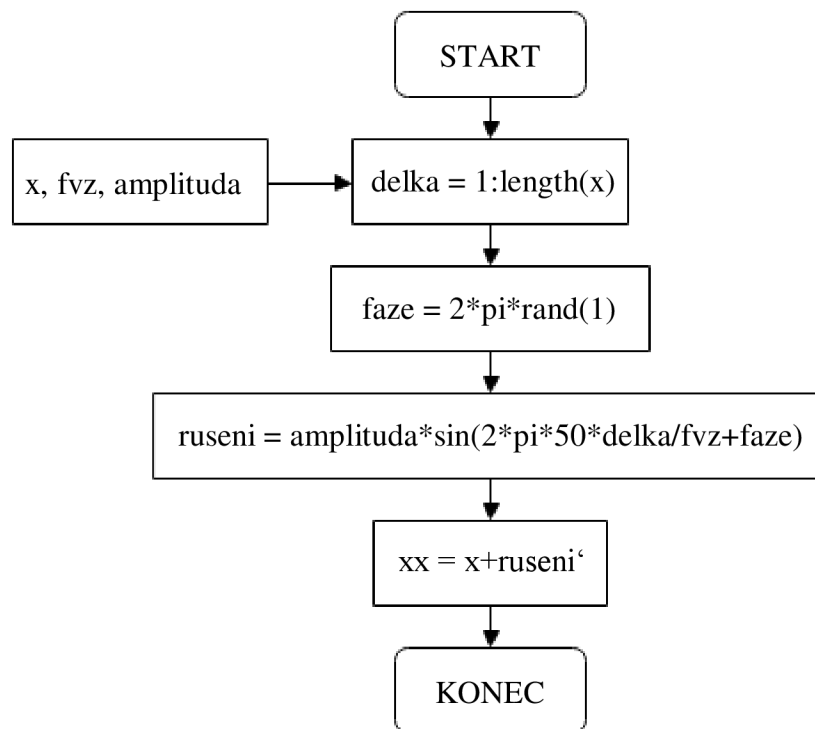 START
x, fvz, amplituda
delka = 1:length(x)
faze = 2*pi*rand(1)
ruseni = amplituda*sin(2*pi*50*delka/fvz+faze)
xx = x+ruseni‘
KONEC